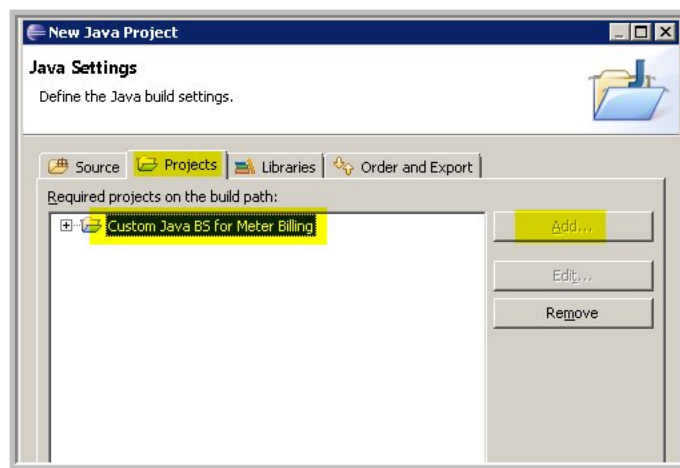 New Java Project
Java Settings
Define the Java build settings.
Source Projects Libraries Order and Export
Required projects on the build path:
Custom Java BS for Meter Billing
Add...
Edit...
Remove